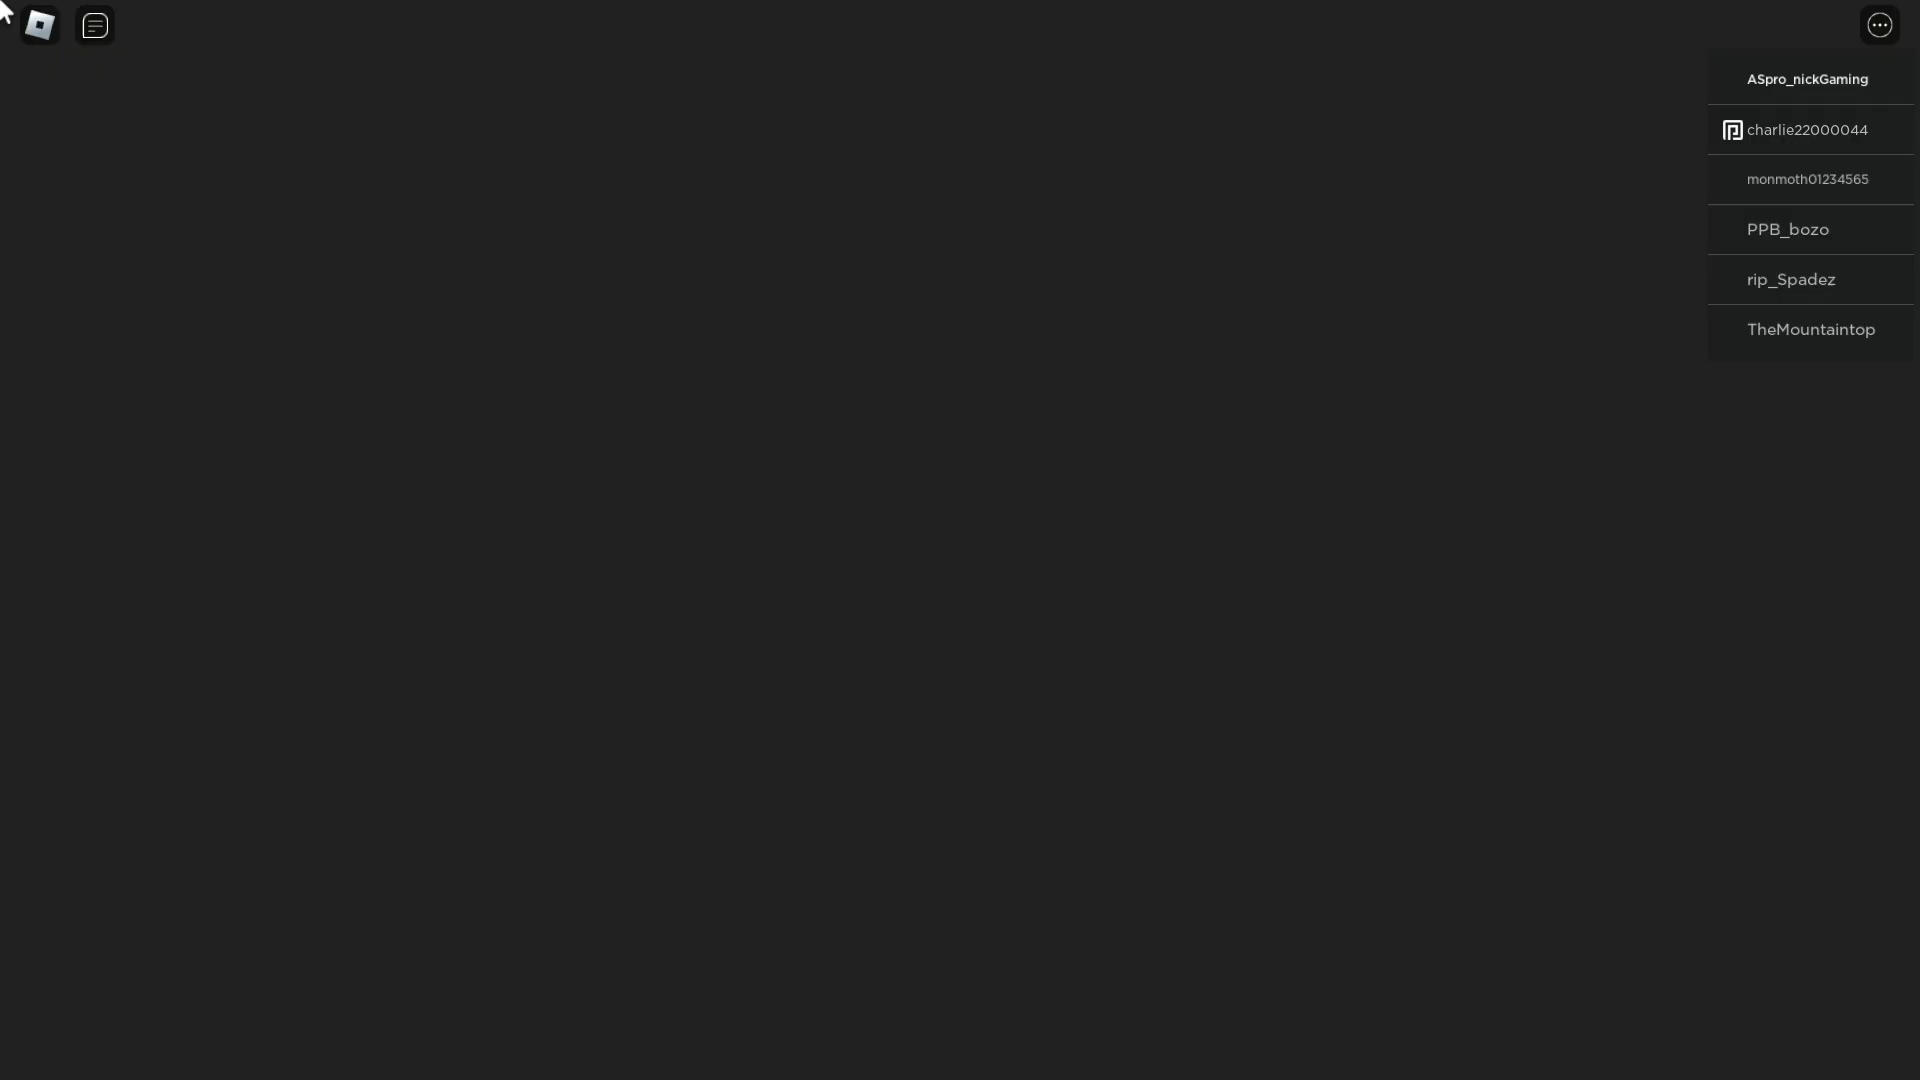 ASpro_nickGaming
charlie22000044
monmoth01234565
PPB_bozo
rip_Spadez
TheMountaintop